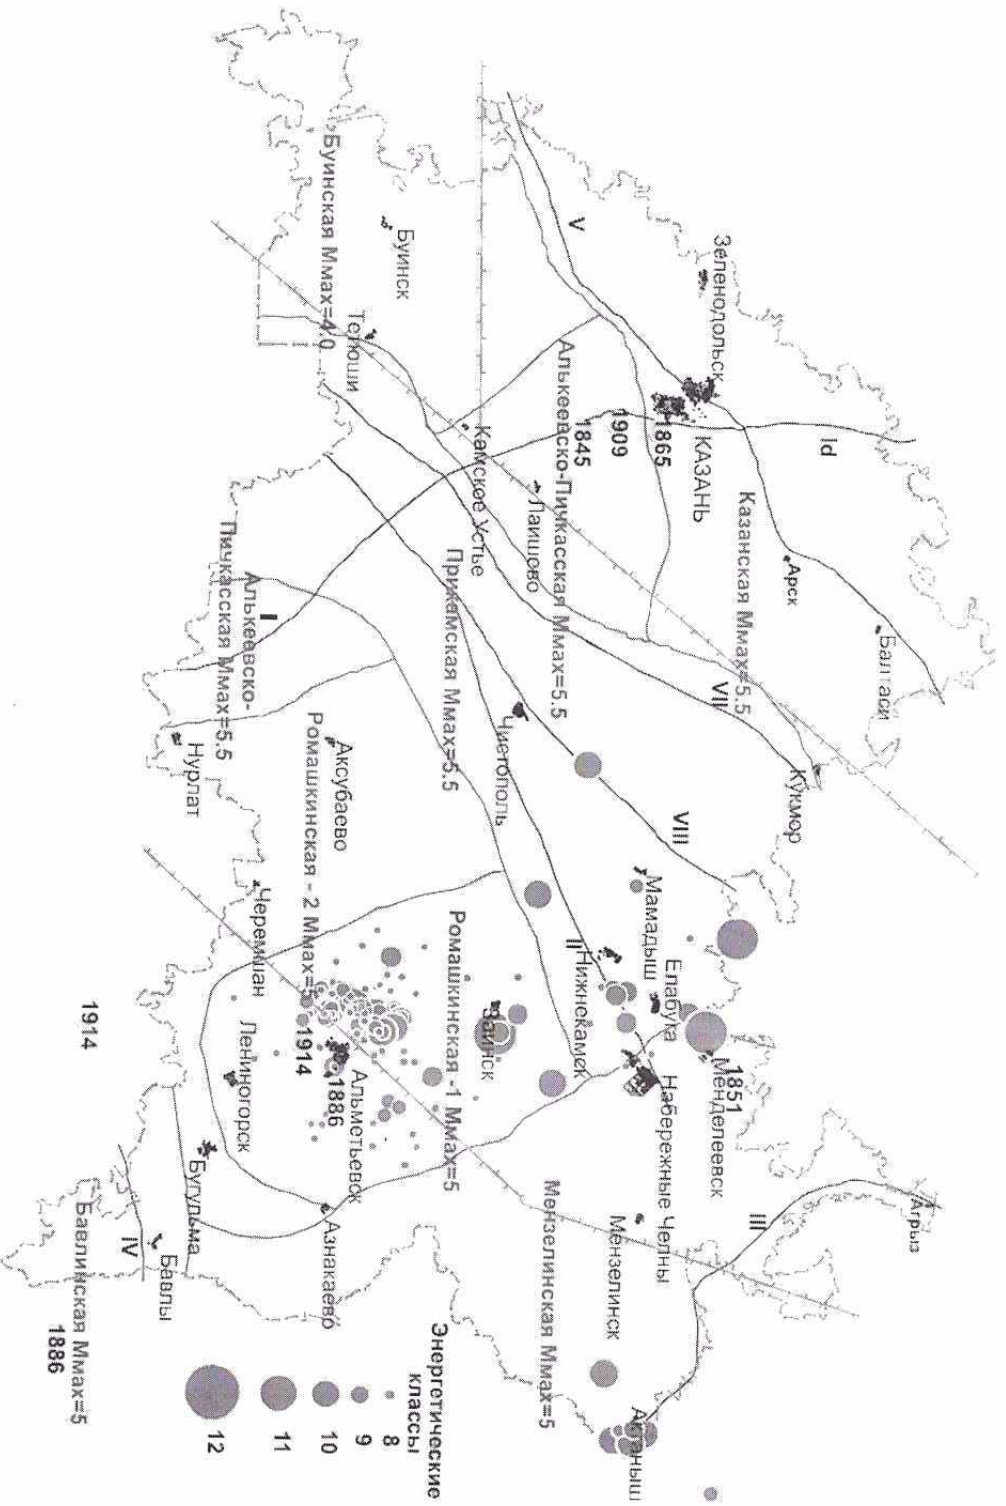 Агрыз
Балтаси
Кукмор
Арск
Id
Зеленодольск
КАЗАНЬ
Казанская Ммах=5.5
1865
1909
1845
V
VII
VIII
III
1851
Менделеевск
Елабуга
Мамадыш
Набережные Челны
Мензелинск
Актаныш
II
Нижнекамск
Алькеевско-Пичкасская Ммах=5.5
Лаишово
Камское Устье
Чистополь
Заинск
Мензелинская Ммах=5
Прикамская Ммах=5.5
Ромашкинская -1 Ммах=5
Буинск
Тетюши
Буинская Ммах=4.0
Аксубаево
Ромашкинская - 2 Ммах=5
Альметьевск
1886
1914
Азнакаево
I
Алькеевско-
Пичкасская Ммах=5.5
Нурлат
Черемшан
Лениногорск
Бугульма
Бавлы
IV
Бавлинская Ммах=5
1886
1914
Энергетические
классы
8
9
10
11
12